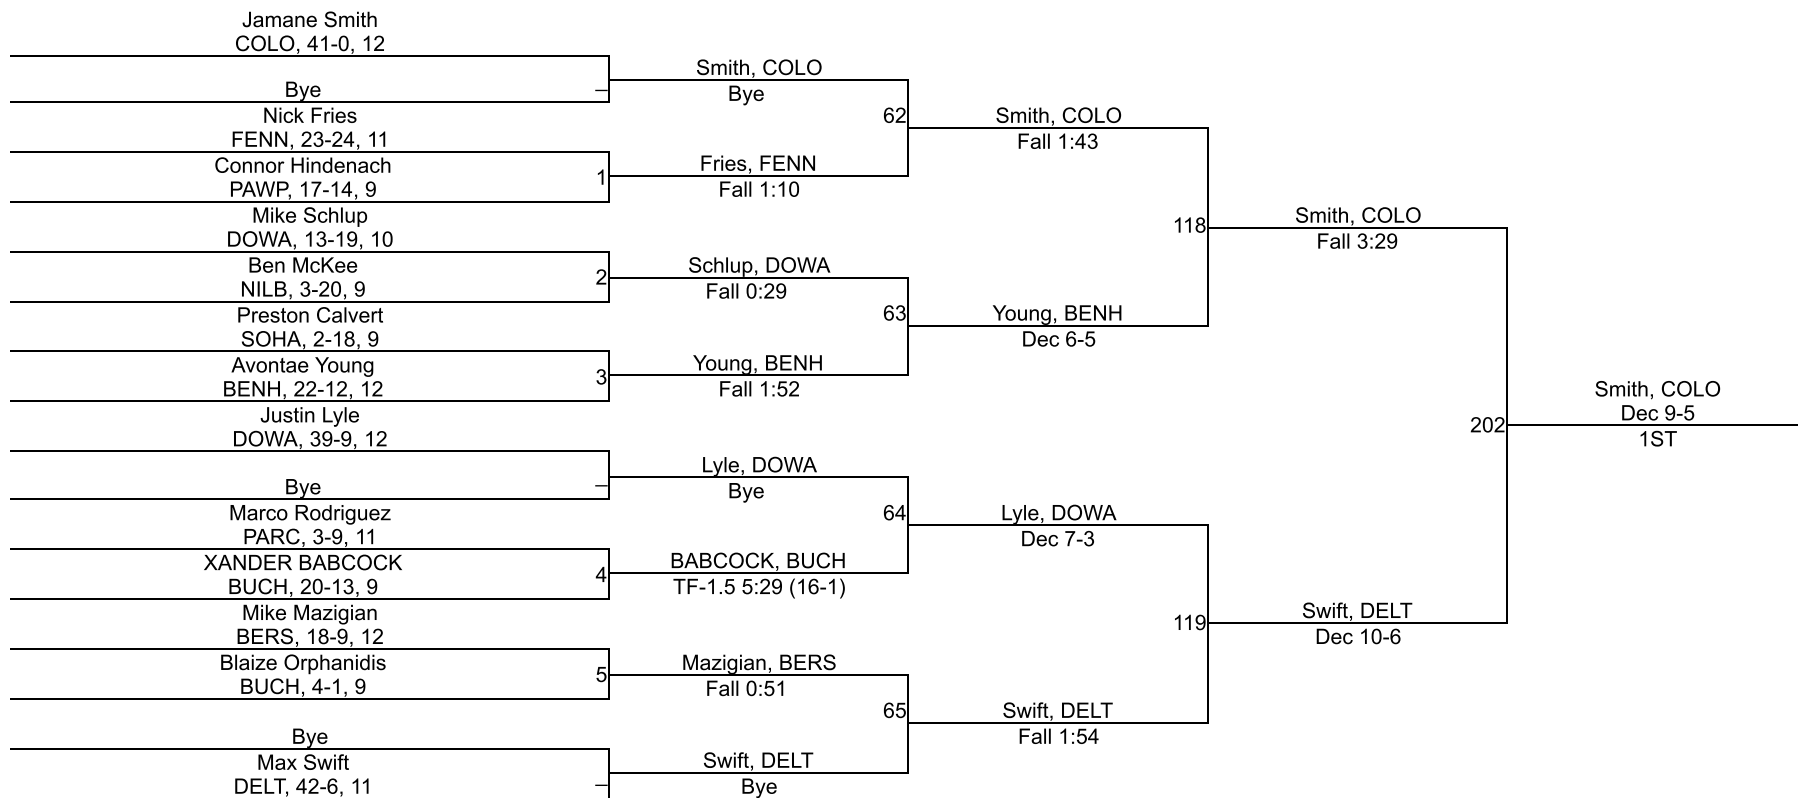 Jamane Smith
COLO, 41-0, 12
Bye
–
Nick Fries
FENN, 23-24, 11
Connor Hindenach
PAWP, 17-14, 9
1
Mike Schlup
DOWA, 13-19, 10
Ben McKee
NILB, 3-20, 9
2
Preston Calvert
SOHA, 2-18, 9
Avontae Young
BENH, 22-12, 12
3
Justin Lyle
DOWA, 39-9, 12
Bye
–
Marco Rodriguez
PARC, 3-9, 11
XANDER BABCOCK
BUCH, 20-13, 9
4
Mike Mazigian
BERS, 18-9, 12
Blaize Orphanidis
BUCH, 4-1, 9
5
Bye
Max Swift
DELT, 42-6, 11
–
Smith, COLO
Bye
62
Fries, FENN
Fall 1:10
Schlup, DOWA
Fall 0:29
63
Young, BENH
Fall 1:52
Lyle, DOWA
Bye
64
BABCOCK, BUCH
TF-1.5 5:29 (16-1)
Mazigian, BERS
Fall 0:51
65
Swift, DELT
Bye
Smith, COLO
Fall 1:43
118
Young, BENH
Dec 6-5
Lyle, DOWA
Dec 7-3
119
Swift, DELT
Fall 1:54
Smith, COLO
Fall 3:29
202
Swift, DELT
Dec 10-6
Smith, COLO
Dec 9-5
1ST